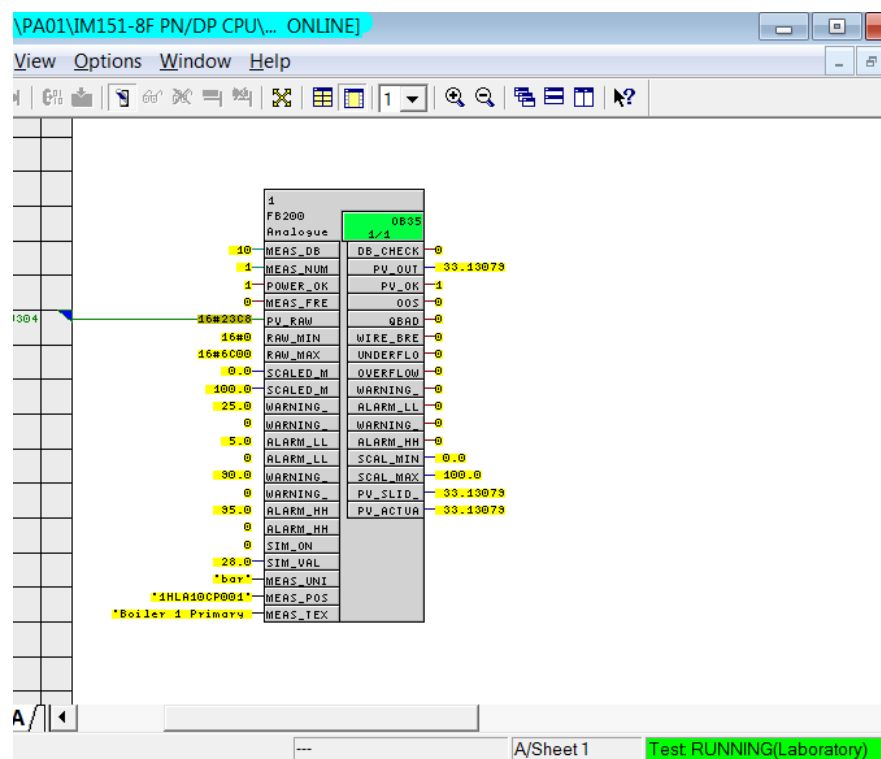 \PA01\IM151-8F PN/DP CPU\... ONLINE]
View Options Window Help
1
1
FB200
Analogue
OB35
1/1
10 MEAS_DB DB_CHECK 0
1 MEAS_NUM PV_OUT 33.13079
1 POWER_OK PV_OK 1
0 MEAS_FRE OOS 0
304 16#23C8 PV_RAW QBAD 0
16#0 RAW_MIN WIRE_BRE 0
16#6C00 RAW_MAX UNDERFLO 0
0.0 SCALED_M OVERFLOW 0
100.0 SCALED_M WARNING_ 0
25.0 WARNING_ ALARM_LL 0
0 WARNING_ WARNING_ 0
5.0 ALARM_LL ALARM_HH 0
0 ALARM_LL SCAL_MIN 0.0
90.0 WARNING_ SCAL_MAX 100.0
0 WARNING_ PV_SLID_ 33.13079
95.0 ALARM_HH PV_ACTUA 33.13079
0 ALARM_HH
0 SIM_ON
28.0 SIM_VAL
'bar' MEAS_UNI
'1HLA10CP001' MEAS_POS
'Boiler 1 Primary MEAS_TEX
A
--- A/Sheet 1 Test: RUNNING(Laboratory)